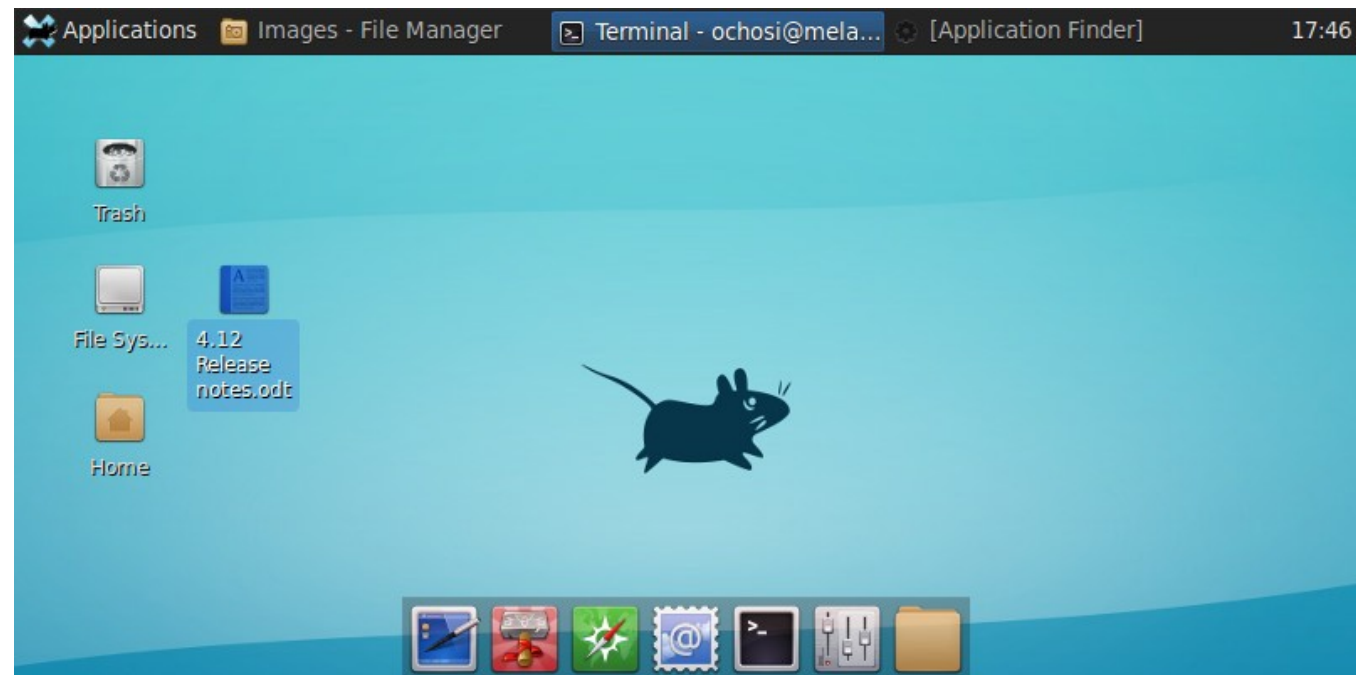 Applications Images - File Manager Terminal - ochosi@mela... [Application Finder] 17:46
Trash
File Sys...
4.12
Release
notes.odt
Home
A
@
>_